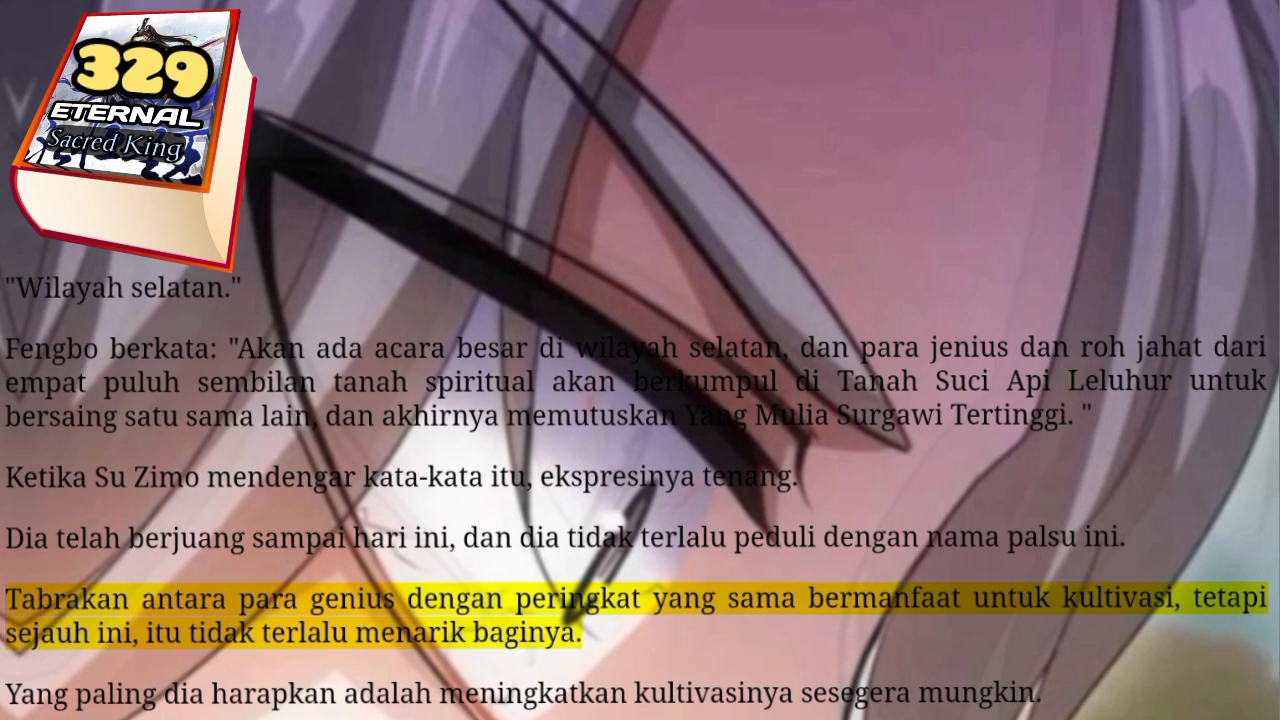 329
ETERNAL
Sacred King
"Wilayah selatan."
Fengbo berkata: "Akan ada acara besar di wilayah selatan, dan para jenius dan roh jahat dari
empat puluh sembilan tanah spiritual akan berkumpul di Tanah Suci Api Leluhur untuk
bersaing satu sama lain, dan akhirnya memutuskan Yang Mulia Surgawi Tertinggi. "
Ketika Su Zimo mendengar kata-kata itu, ekspresinya tenang.
Dia telah berjuang sampai hari ini, dan dia tidak terlalu peduli dengan nama palsu ini.
Tabrakan antara para genius dengan peringkat yang sama bermanfaat untuk kultivasi, tetapi
sejauh ini, itu tidak terlalu menarik baginya.
Yang paling dia harapkan adalah meningkatkan kultivasinya sesegera mungkin.